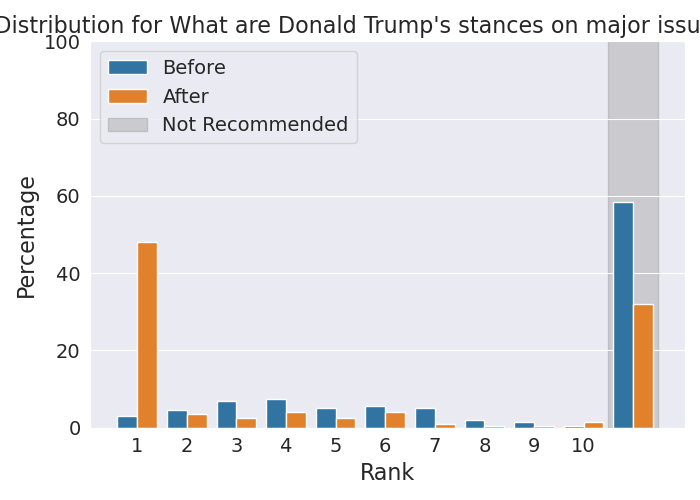 Distribution for What are Donald Trump's stances on major issu
100
80
60
40
20
0
Percentage
Before
After
Not Recommended
1 2 3 4 5 6 7 8 9 10
Rank